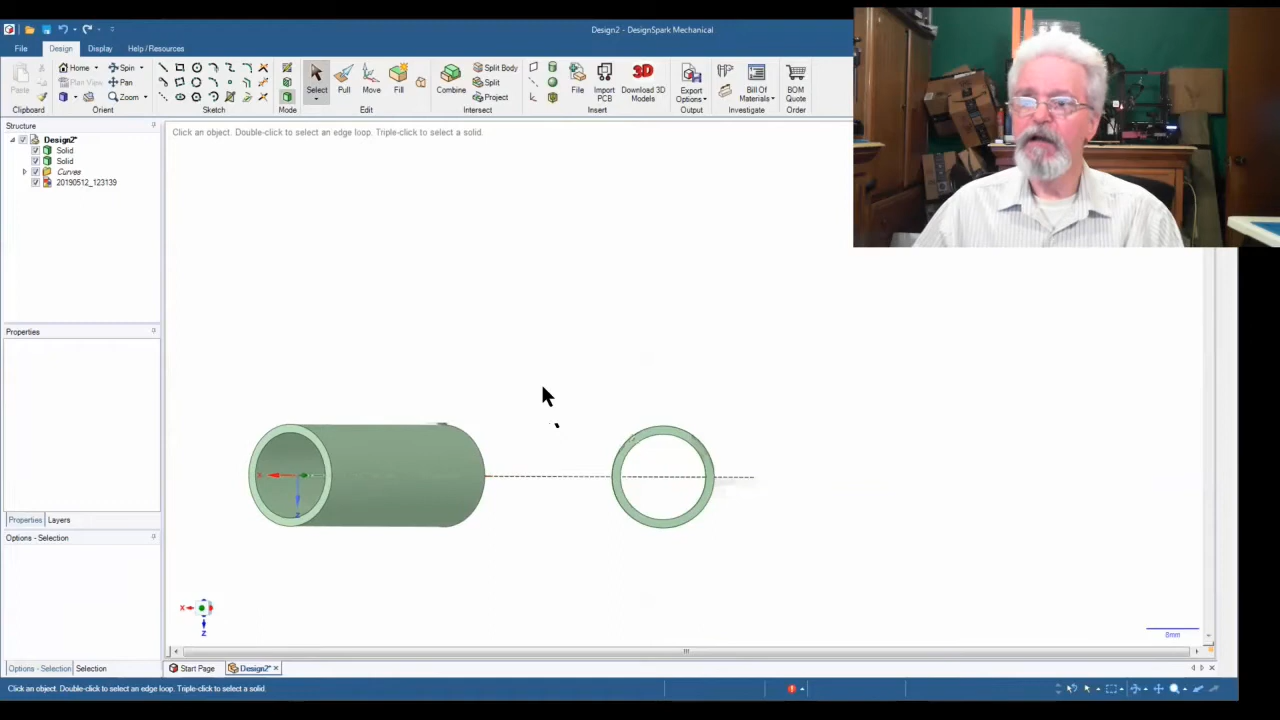 Design2 - DesignSpark Mechanical
File Design Display Help / Resources
Paste
Home
Plan View
Spin
Pan
Zoom
Orient
Sketch
Mode
Select
Pull
Move
Fill
Edit
Combine
Split Body
Split
Project
Intersect
File
Import PCB
Download 3D Models
Insert
Export Options
Output
Bill Of Materials
Investigate
BOM Quote
Order
Structure
Design2*
Solid
Solid
Curves
20190512_123139
Click an object. Double-click to select an edge loop. Triple-click to select a solid.
Properties
Properties Layers
Options - Selection
X
Z
X
Z
8mm
Options - Selection Selection
Start Page Design2*
Click an object. Double-click to select an edge loop. Triple-click to select a solid.